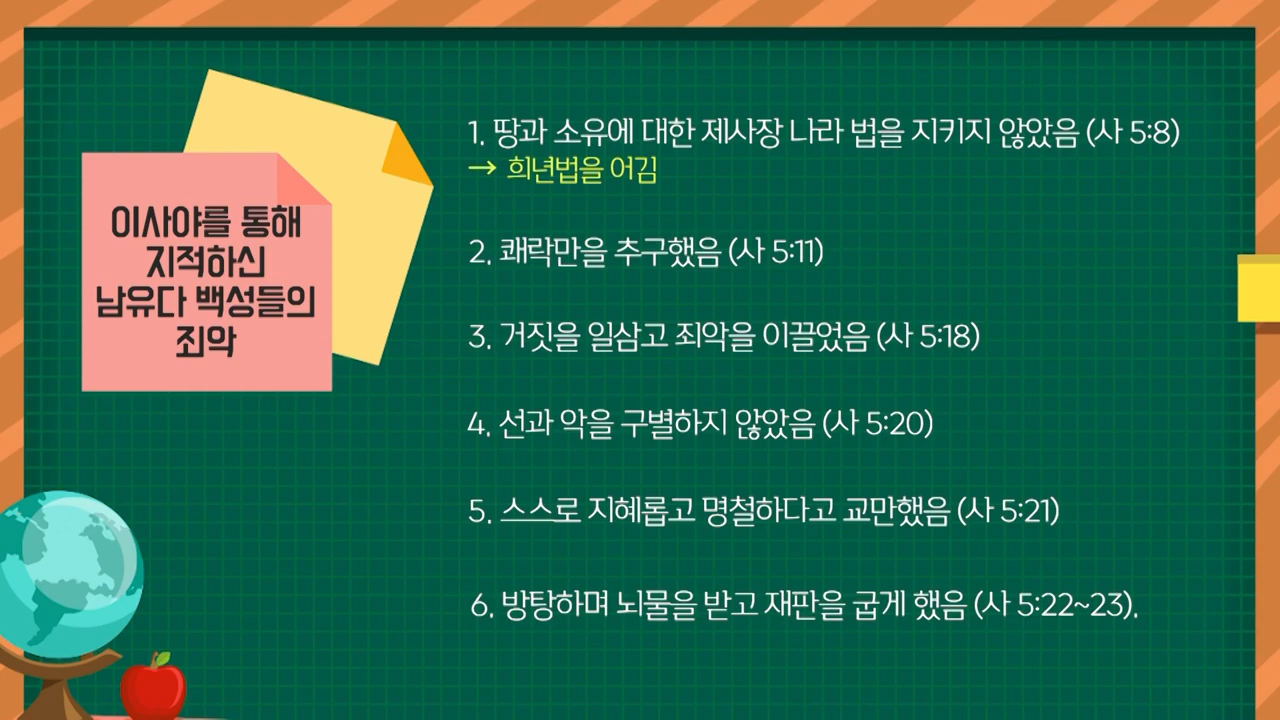 이사야를 통해
지적하신
남유다 백성들의
죄악
1. 땅과 소유에 대한 제사장 나라 법을 지키지 않았음 (사 5:8)
→ 희년법을 어김
2. 쾌락만을 추구했음 (사 5:11)
3. 거짓을 일삼고 죄악을 이끌었음 (사 5:18)
4. 선과 악을 구별하지 않았음 (사 5:20)
5. 스스로 지혜롭고 명철하다고 교만했음 (사 5:21)
6. 방탕하며 뇌물을 받고 재판을 굽게 했음 (사 5:22~23).